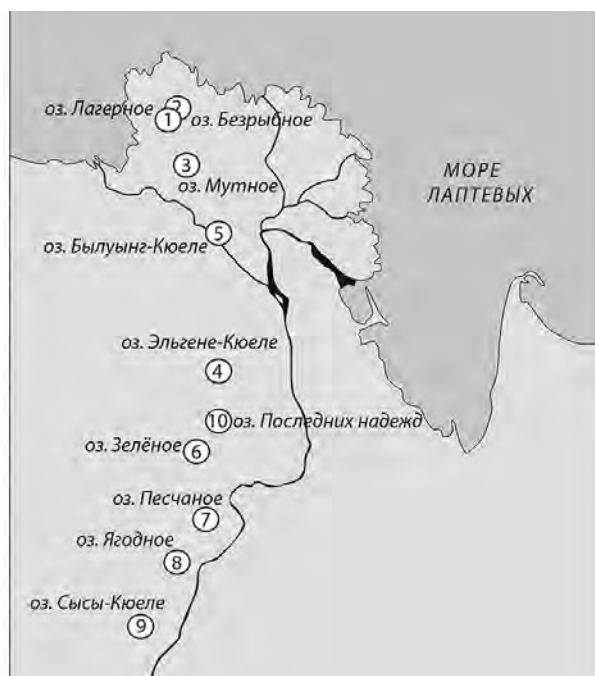 оз. Лагерное
2
1
оз. Безрыбное
3
оз. Мутное
МОРЕ
ЛАПТЕВЫХ
5
оз. Былуынг-Кюеле
оз. Эльгене-Кюеле
4
10
оз. Последних надежд
оз. Зелёное
6
оз. Песчаное
7
оз. Ягодное
8
оз. Сысы-Кюеле
9